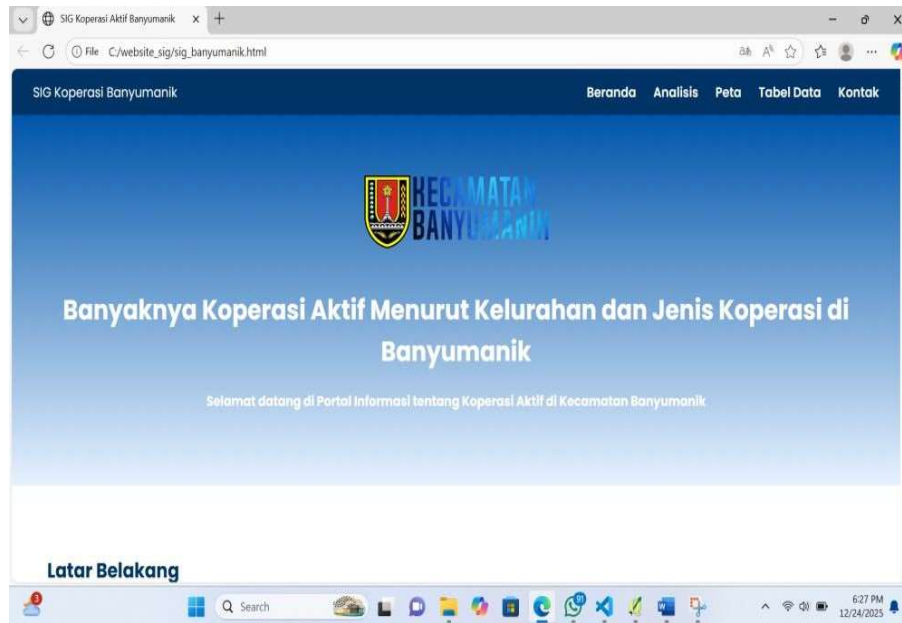 SIG Koperasi Aktif Banyumanik
File C:/website_sig/sig_banyumanik.html
SIG Koperasi Banyumanik
Beranda Analisis Peta Tabel Data Kontak
KECAMATAN
BANYUMANIK
Banyaknya Koperasi Aktif Menurut Kelurahan dan Jenis Koperasi di
Banyumanik
Selamat datang di Portal Informasi tentang Koperasi Aktif di Kecamatan Banyumanik
Latar Belakang
Search
6:27 PM
12/24/2025